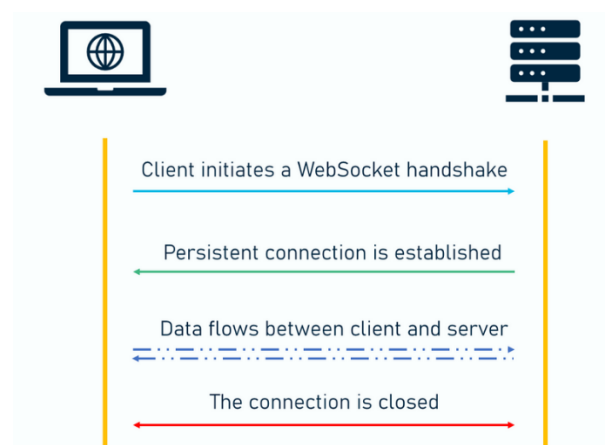 Client initiates a WebSocket handshake
Persistent connection is established
Data flows between client and server
The connection is closed